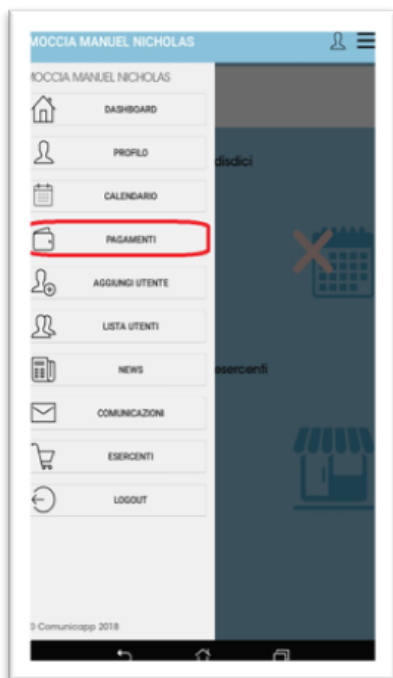 MOCCIA MANUEL NICHOLAS
MOCCIA MANUEL NICHOLAS
DASHBOARD
PROFILO
disdici
CALENDARIO
PAGAMENTI
AGGIUNGI UTENTE
LISTA UTENTI
NEWS
esercenti
COMUNICAZIONI
ESERCENTI
LOGOUT
© Comunicapp 2018